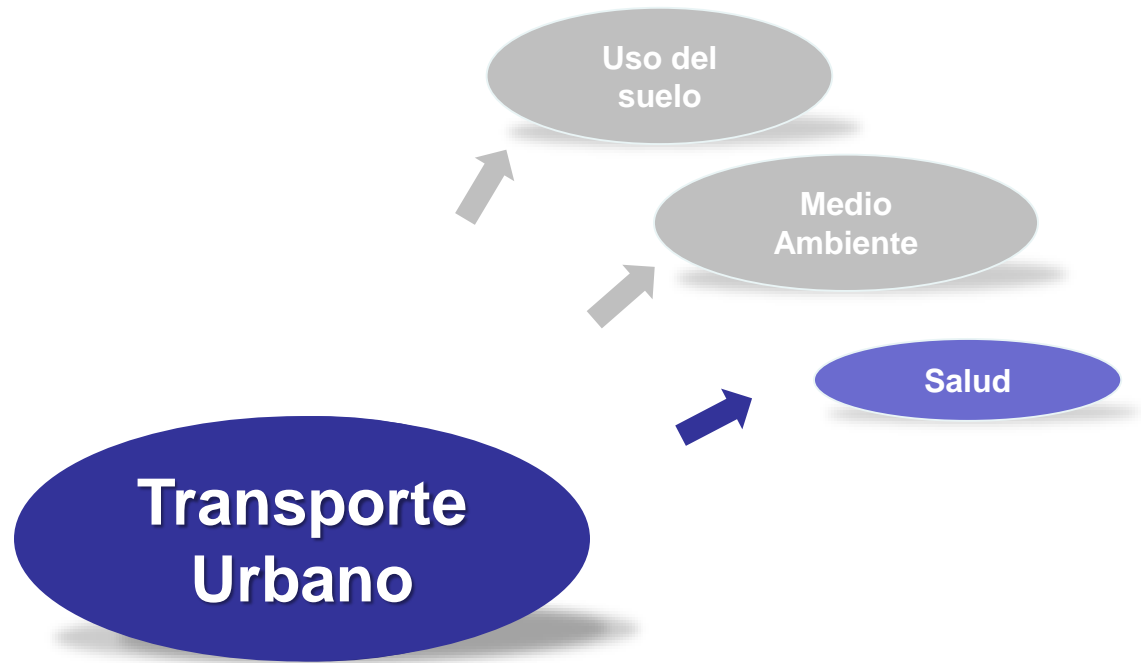 Uso del
suelo
Medio
Ambiente
Salud
Transporte
Urbano